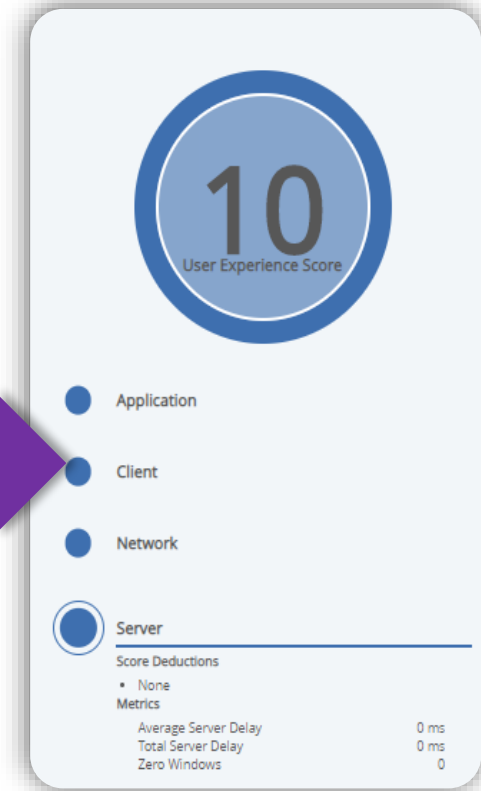 10
User Experience Score
Application
Client
Network
Server
Score Deductions
▪ None
Metrics
Average Server Delay 0 ms
Total Server Delay 0 ms
Zero Windows 0